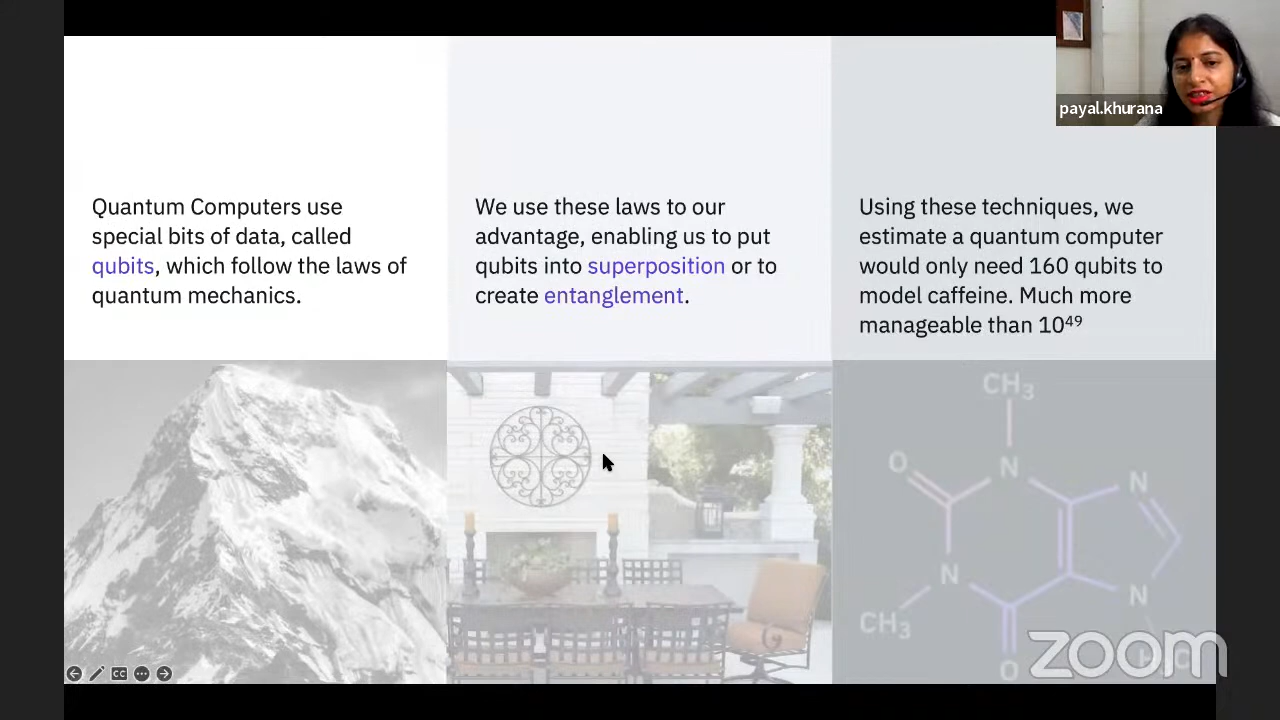 payal.khurana
Quantum Computers use
special bits of data, called
qubits, which follow the laws of
quantum mechanics.
We use these laws to our
advantage, enabling us to put
qubits into superposition or to
create entanglement.
Using these techniques, we
estimate a quantum computer
would only need 160 qubits to
model caffeine. Much more
manageable than 10⁴⁹
CH₃
O
N
N
N
N
CH₃
O
zoom
CC